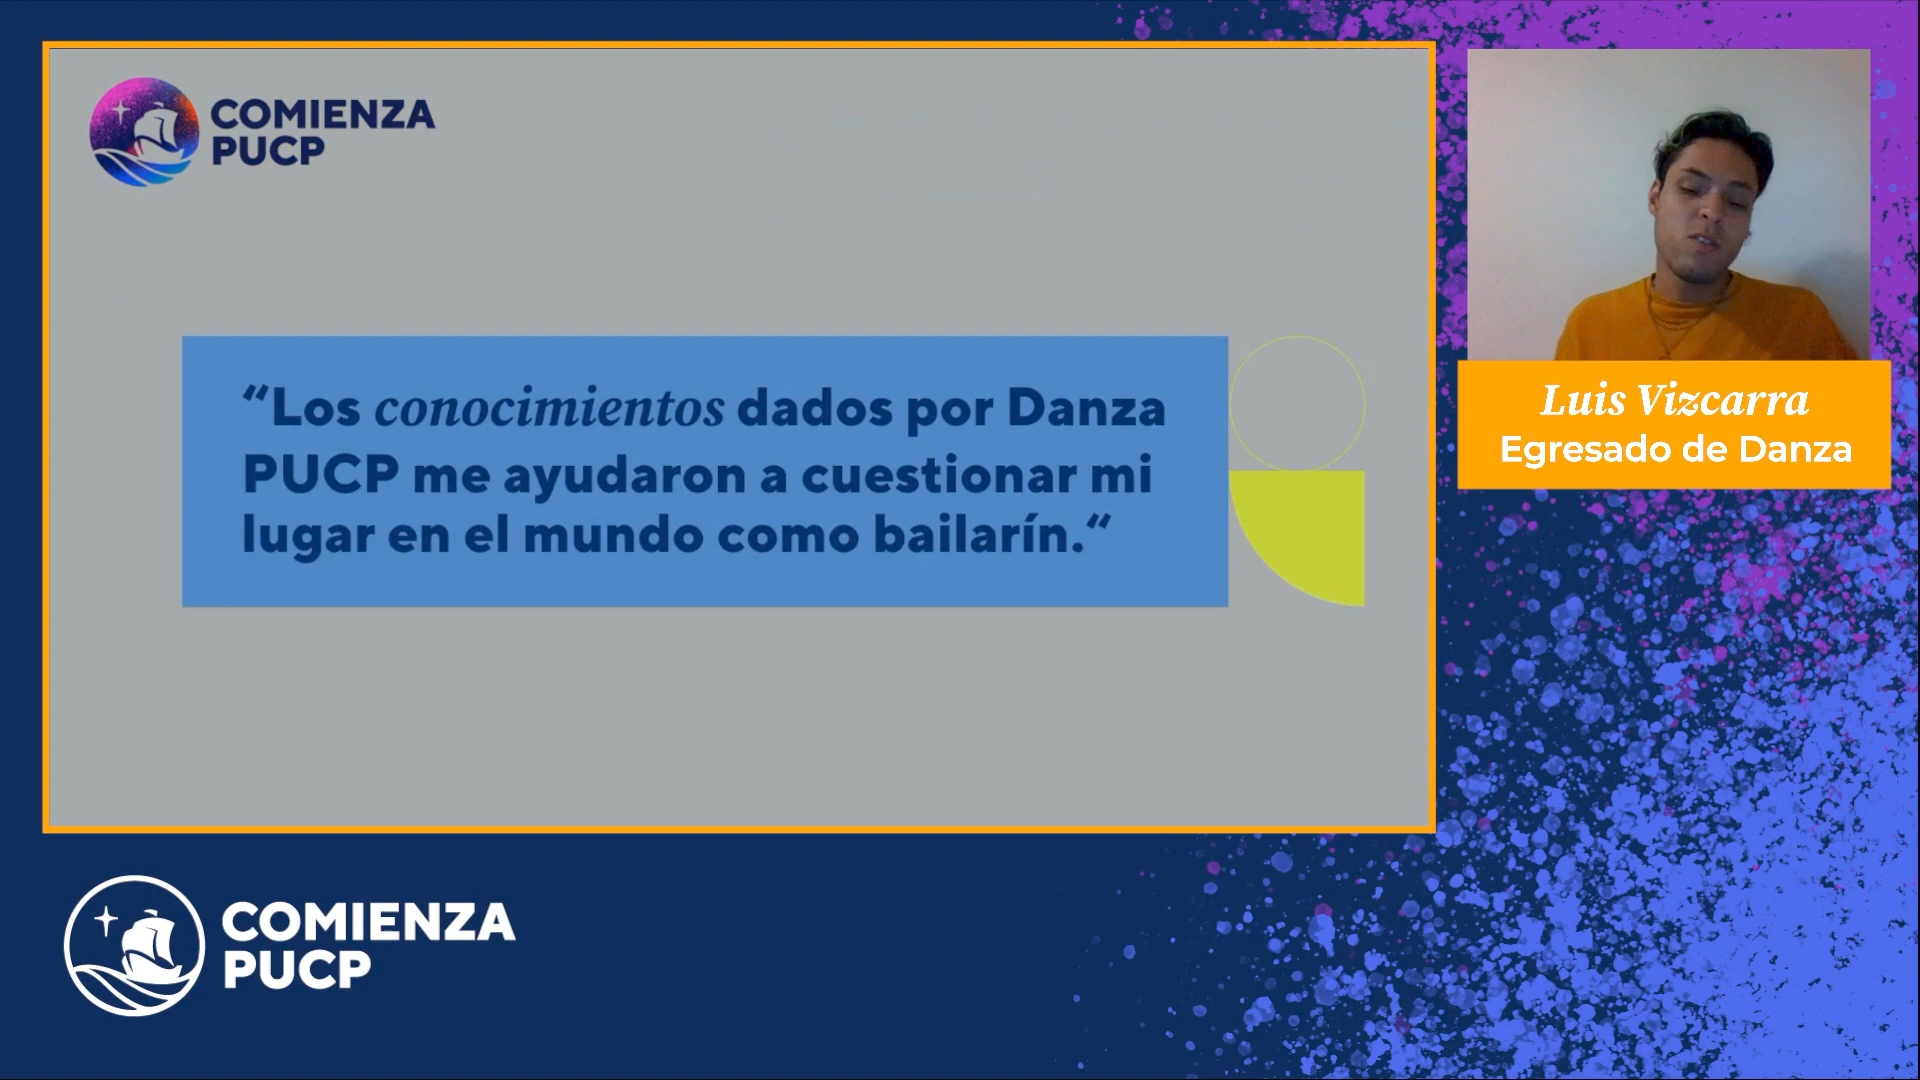 COMIENZA
PUCP
“Los conocimientos dados por Danza
PUCP me ayudaron a cuestionar mi
lugar en el mundo como bailarín.“
Luis Vizcarra
Egresado de Danza
COMIENZA
PUCP